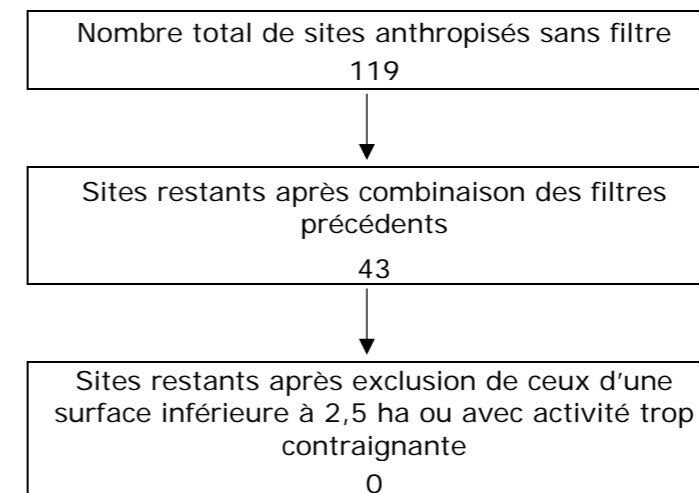 Nombre total de sites anthropisés sans filtre
119
Sites restants après combinaison des filtres
précédents
43
Sites restants après exclusion de ceux d'une
surface inférieure à 2,5 ha ou avec activité trop
contraignante
0